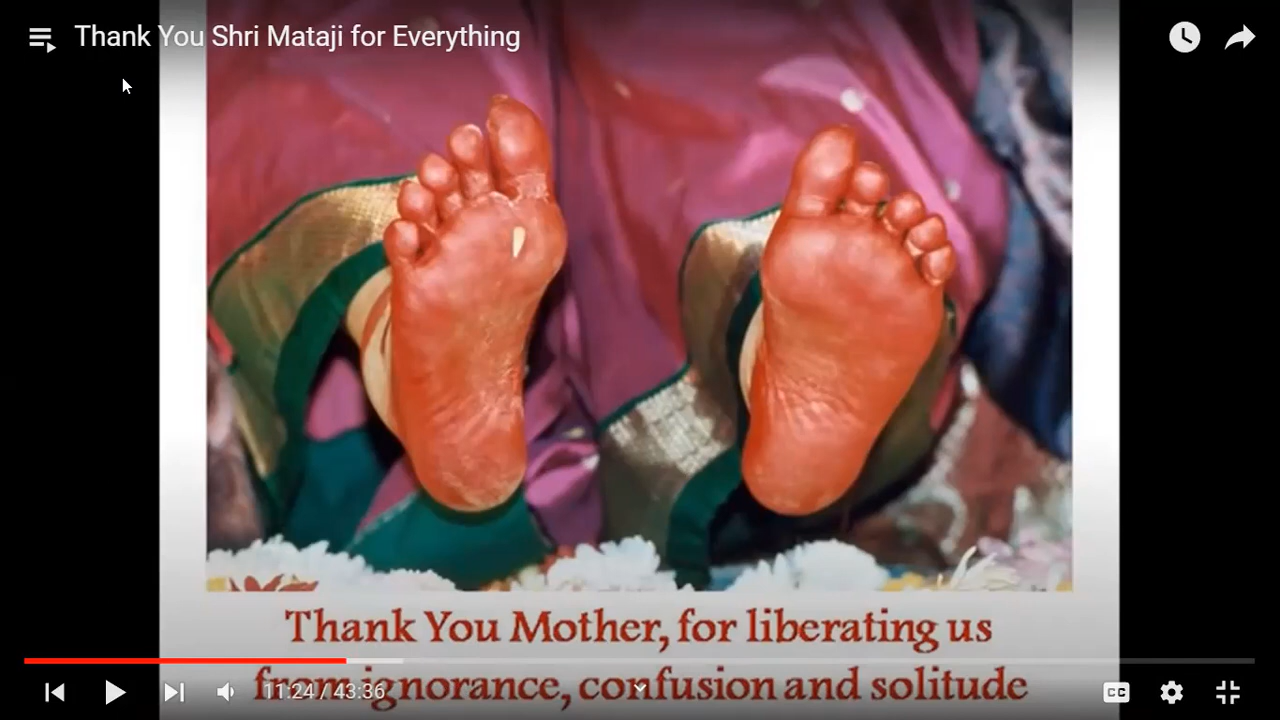 Thank You Shri Mataji for Everything
Thank You Mother, for liberating us
from ignorance, confusion and solitude
11:24 / 43:36
CC